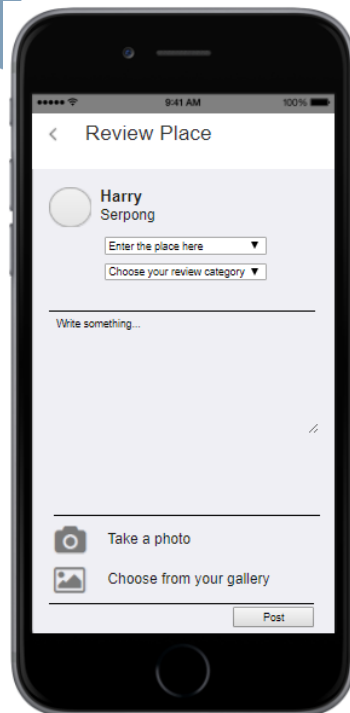 9:41 AM 100%
Review Place
Harry
Serpong
Enter the place here
Choose your review category
Write something...
Take a photo
Choose from your gallery
Post